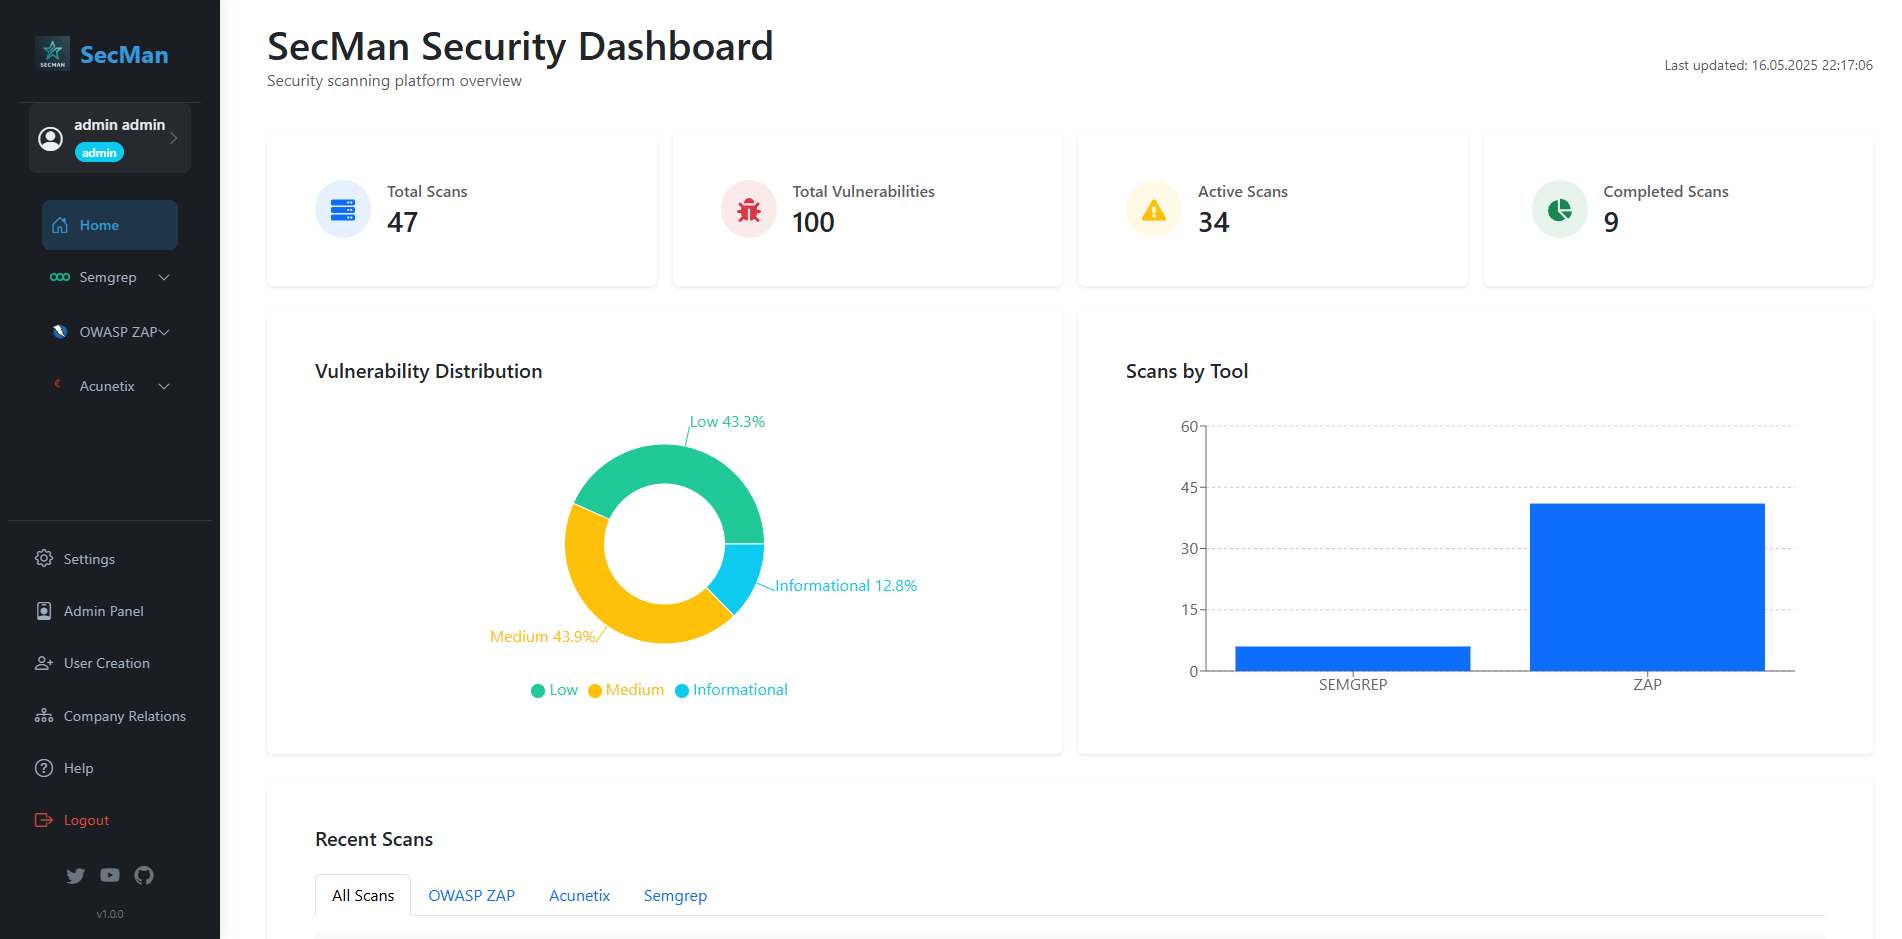 SECMAN
SecMan
admin admin
admin
Home
Semgrep
OWASP ZAP
Acunetix
Settings
Admin Panel
User Creation
Company Relations
Help
Logout
v1.0.0
SecMan Security Dashboard
Security scanning platform overview
Last updated: 16.05.2025 22:17:06
Total Scans
47
Total Vulnerabilities
100
Active Scans
34
Completed Scans
9
Vulnerability Distribution
Low 43.3%
Informational 12.8%
Medium 43.9%
Low Medium Informational
Scans by Tool
60
45
30
15
0
SEMGREP ZAP
Recent Scans
All Scans OWASP ZAP Acunetix Semgrep